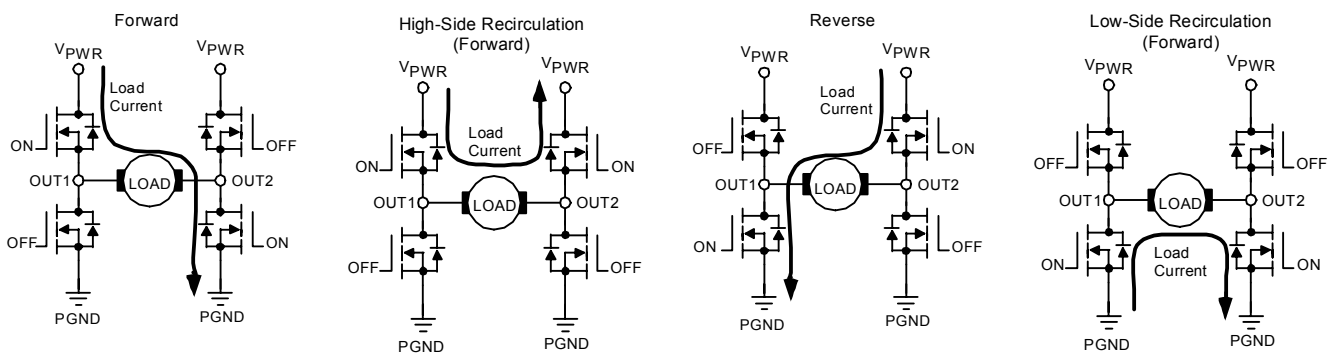 Forward
VPWR
VPWR
Load
Current
ON
OFF
OUT1
LOAD
OUT2
OFF
ON
PGND
PGND
High-Side Recirculation
(Forward)
VPWR
VPWR
Load
Current
ON
ON
OUT1
LOAD
OUT2
OFF
OFF
PGND
PGND
Reverse
VPWR
VPWR
Load
Current
OFF
ON
OUT1
LOAD
OUT2
ON
OFF
PGND
PGND
Low-Side Recirculation
(Forward)
VPWR
VPWR
OFF
OFF
OUT1
LOAD
OUT2
ON
Load
Current
ON
PGND
PGND